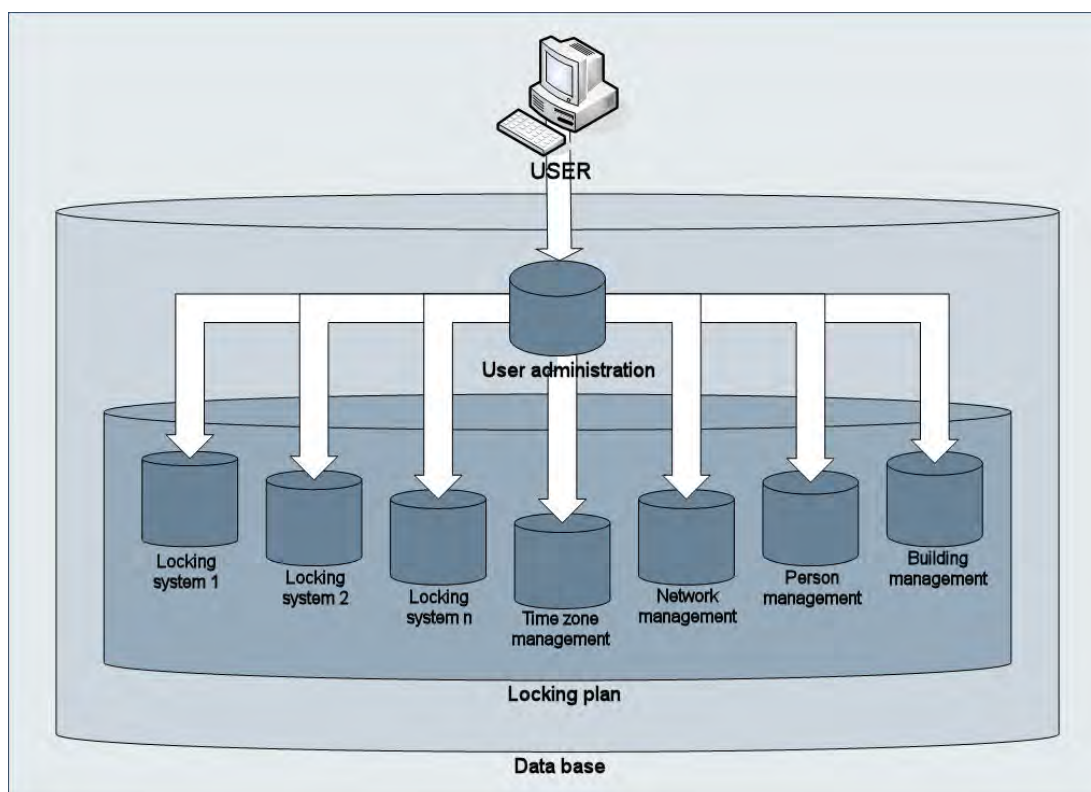 USER
User administration
Locking
system 1
Locking
system 2
Locking
system n
Time zone
management
Network
management
Person
management
Building
management
Locking plan
Data base